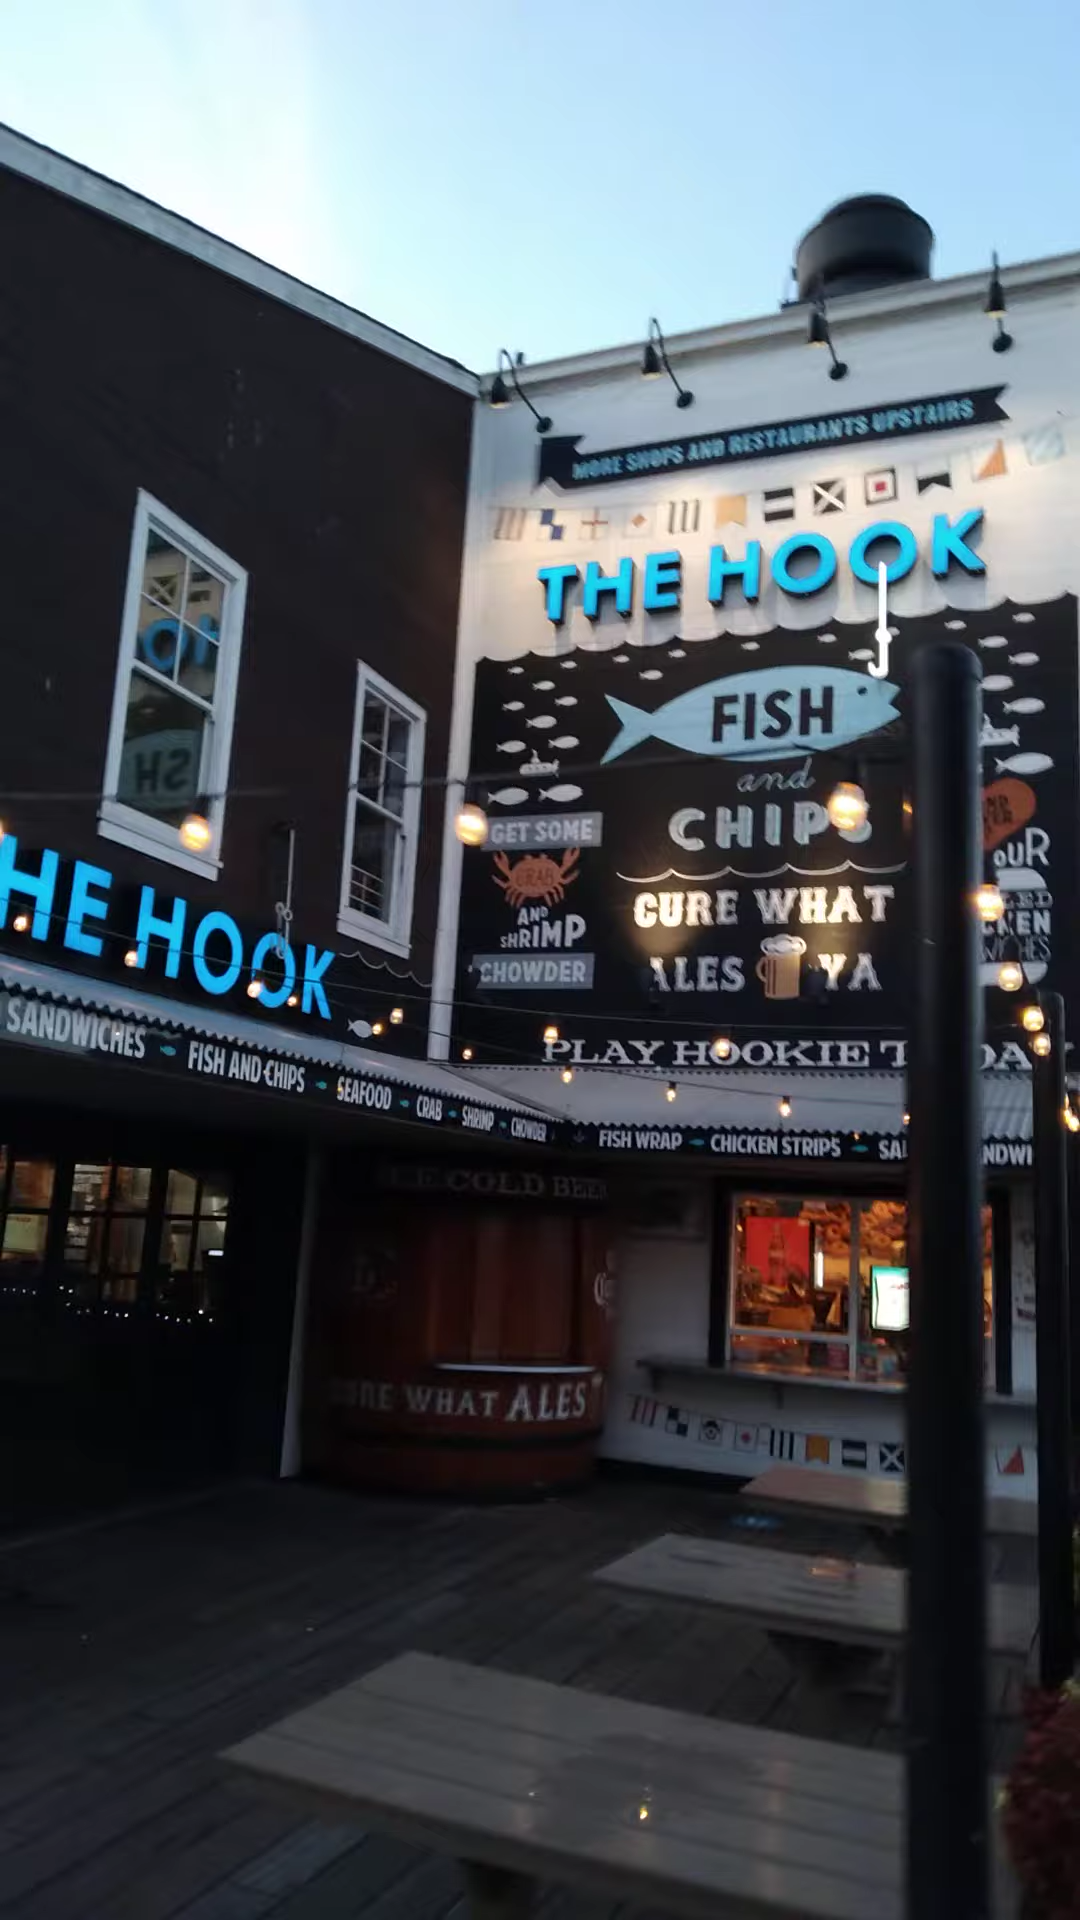 MORE SHOPS AND RESTAURANTS UPSTAIRS
THE HOOK
FISH
and
CHIPS
GET SOME
CRAB
AND
SHRIMP
CHOWDER
CURE WHAT
ALES YA
OUR
PLAY HOOKIE
HE HOOK
SANDWICHES FISH AND CHIPS SEAFOOD CRAB SHRIMP CHOWDER
FISH WRAP CHICKEN STRIPS
COLD BEER
WHAT ALES